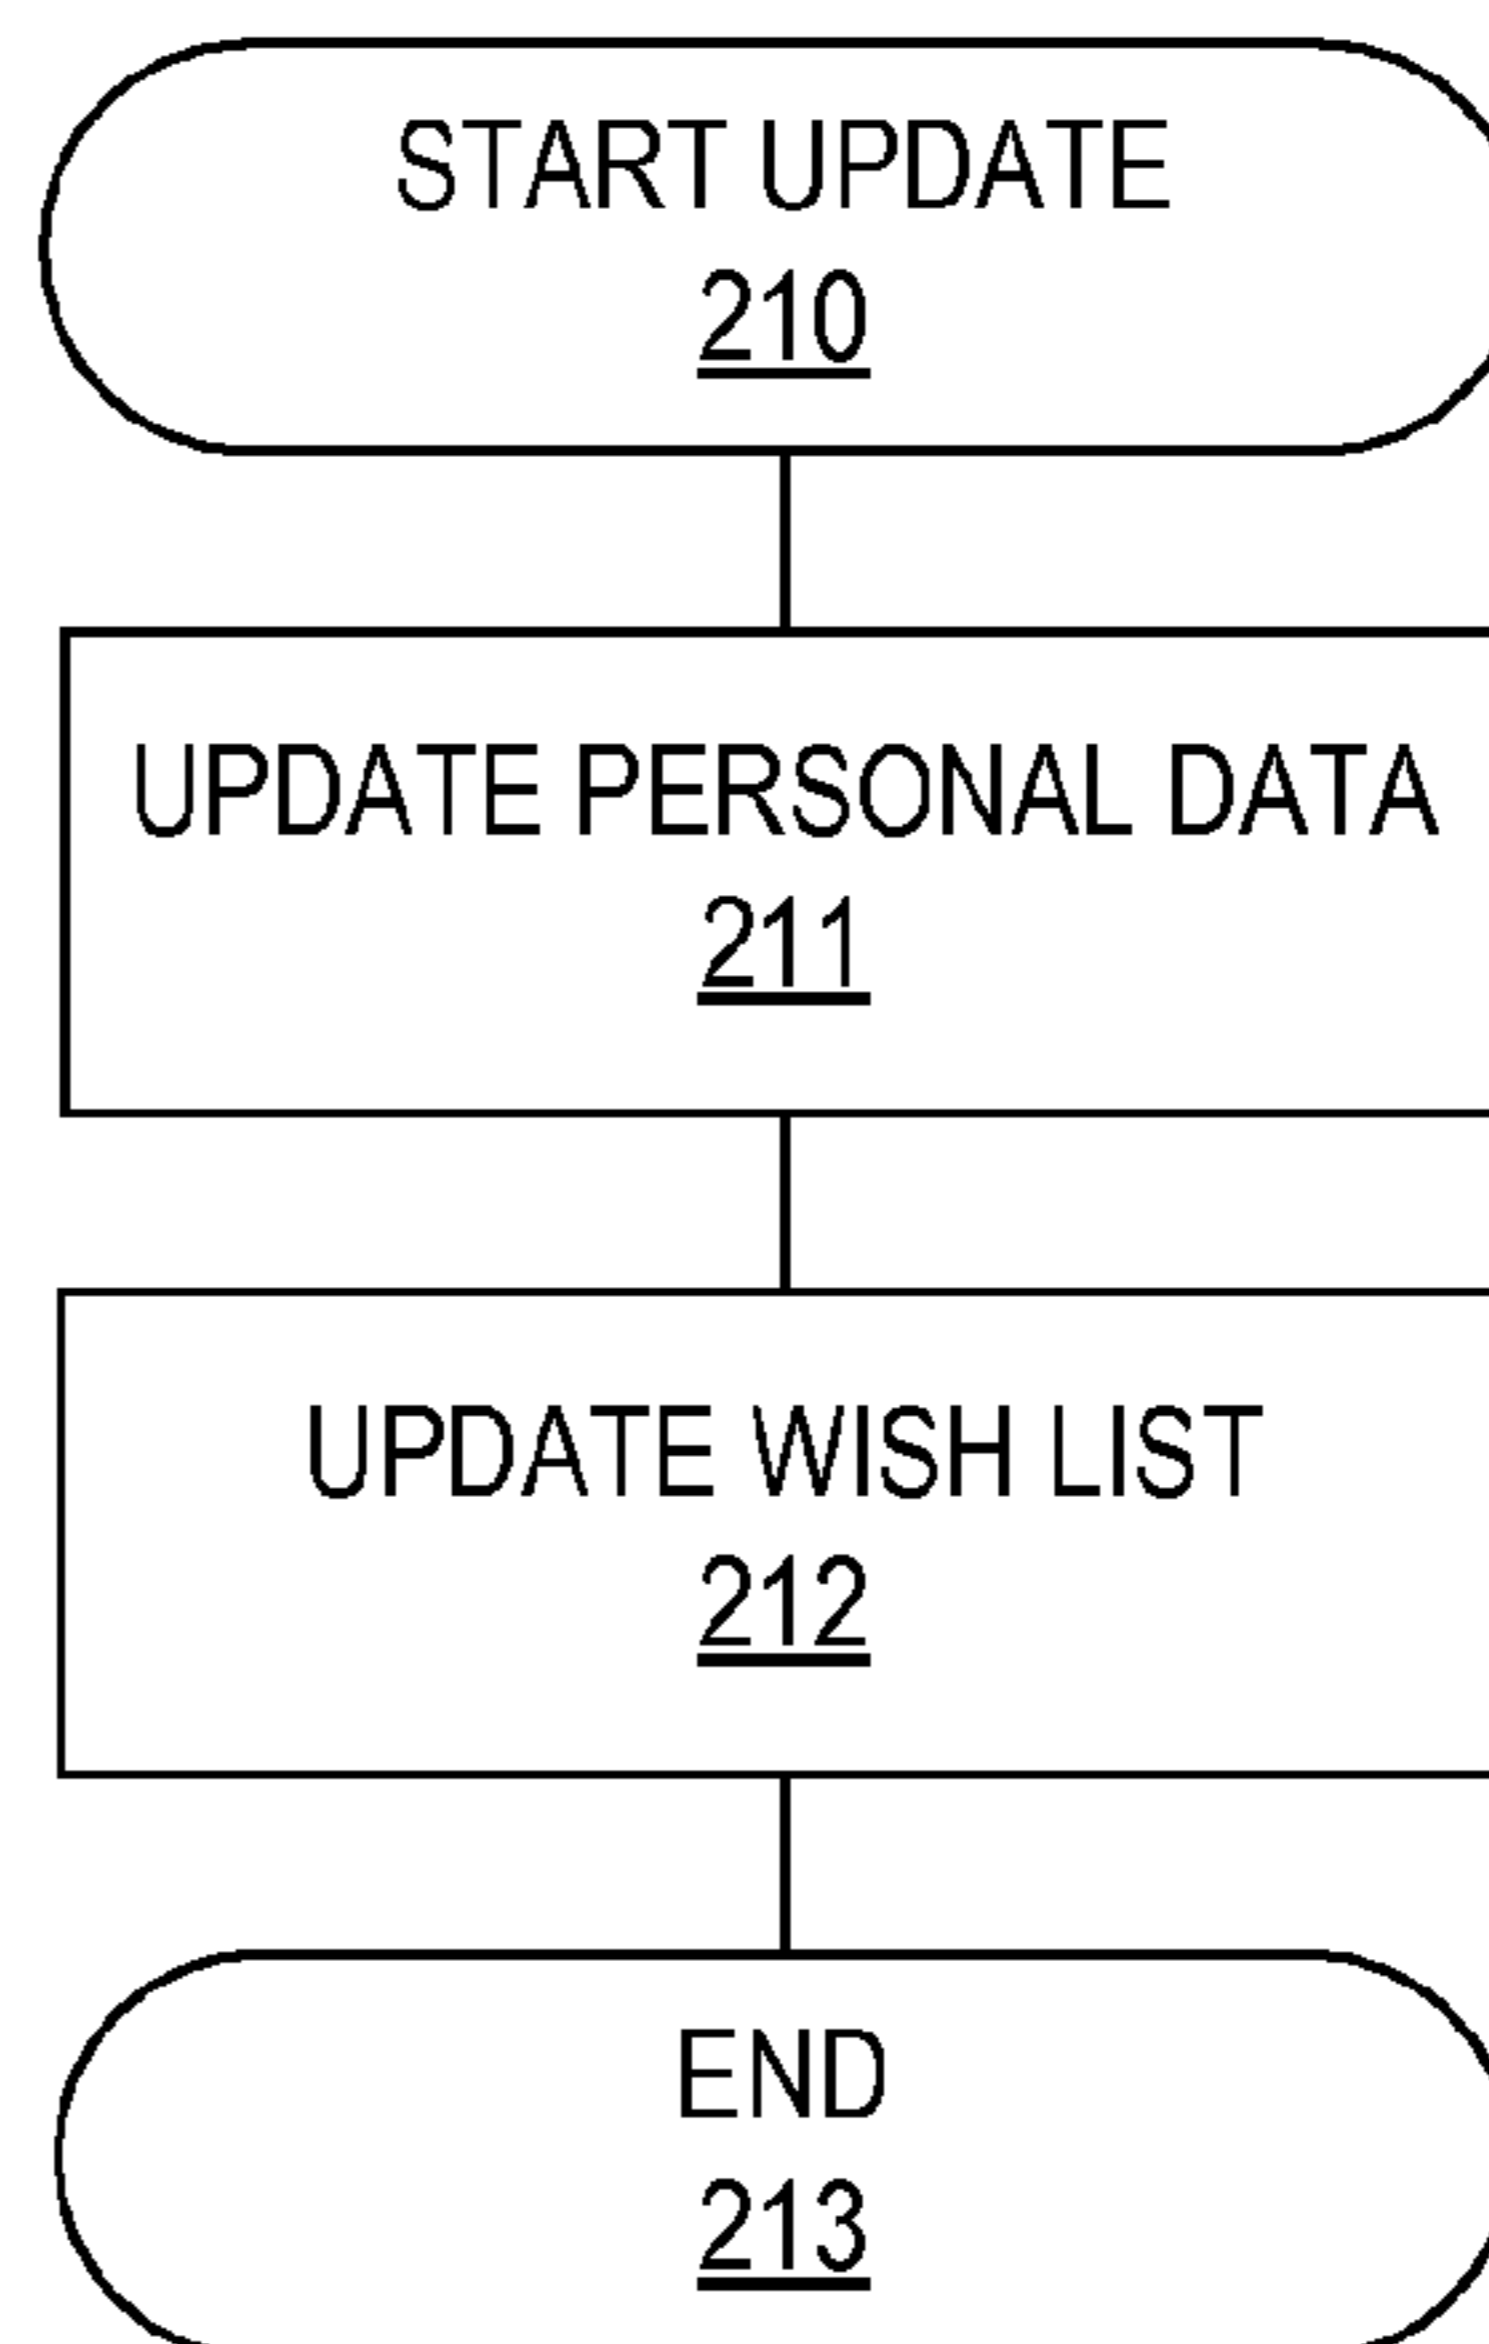 START UPDATE
210
UPDATE PERSONAL DATA
211
UPDATE WISH LIST
212
END
213